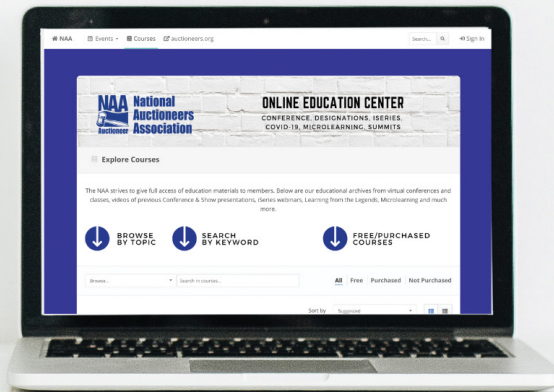 NAA Events Courses auctioneers.org Search... Sign In
NAA National
Auctioneers
Auctioneer Association
ONLINE EDUCATION CENTER
CONFERENCE, DESIGNATIONS, ISERIES,
COVID-19, MICROLEARNING, SUMMITS
Explore Courses
The NAA strives to give full access of education materials to members. Below are our educational archives from virtual conferences and
classes, videos of previous Conference & Show presentations, iSeries webinars, Learning from the Legends, Microlearning and much
more.
BROWSE
BY TOPIC
SEARCH
BY KEYWORD
FREE/PURCHASED
COURSES
Browse... Search in courses... All Free Purchased Not Purchased
Sort by Suggested